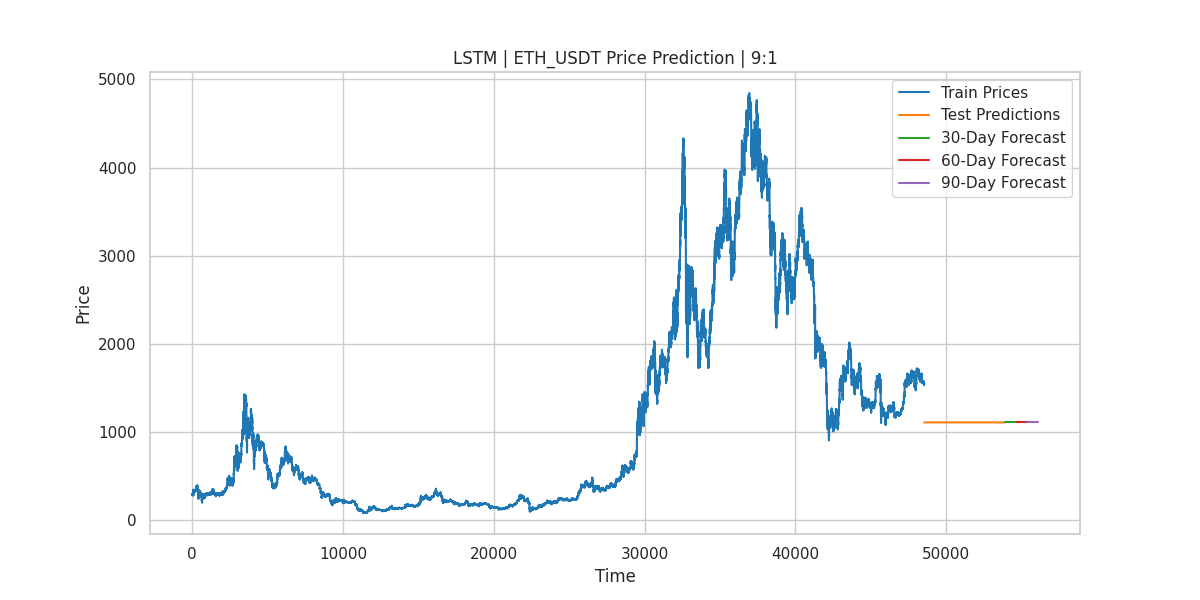 LSTM | ETH_USDT Price Prediction | 9:1
5000
4000
3000
2000
1000
0
Price
Train Prices
Test Predictions
30-Day Forecast
60-Day Forecast
90-Day Forecast
0 10000 20000 30000 40000 50000
Time